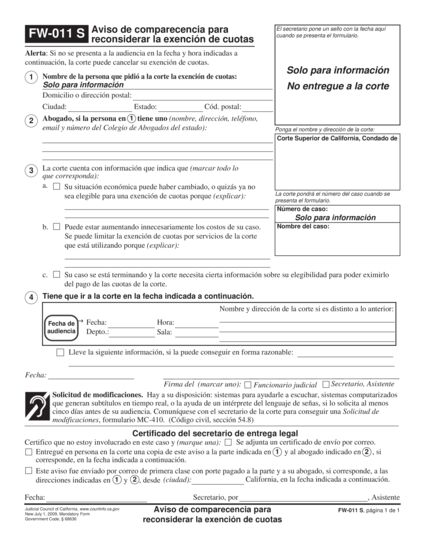 FW-011 S
Aviso de comparecencia para
reconsiderar la exención de cuotas
El secretario pone un sello con la fecha aquí
cuando se presenta el formulario.
Alerta: Si no se presenta a la audiencia en la fecha y hora indicadas a
continuación, la corte puede cancelar su exención de cuotas.
1 Nombre de la persona que pidió a la corte la exención de cuotas:
Solo para información
Domicilio o dirección postal:
Ciudad: Estado: Cód. postal:
Solo para información
No entregue a la corte
2 Abogado, si la persona en 1 tiene uno (nombre, dirección, teléfono,
email y número del Colegio de Abogados del estado):
Ponga el nombre y dirección de la corte:
Corte Superior de California, Condado de
3 La corte cuenta con información que indica que (marcar todo lo
que corresponda):
a. Su situación económica puede haber cambiado, o quizás ya no
sea elegible para una exención de cuotas porque (explicar):
La corte pondrá el número del caso cuando se
presenta el formulario.
Número de caso:
Solo para información
Nombre del caso:
b. Puede estar aumentando innecesariamente los costos de su caso.
Se puede limitar la exención de cuotas por servicios de la corte
que está utilizando porque (explicar):
c. Su caso se está terminando y la corte necesita cierta información sobre su elegibilidad para poder eximirlo
del pago de las cuotas de la corte.
4 Tiene que ir a la corte en la fecha indicada a continuación.
Nombre y dirección de la corte si es distinto a lo anterior:
Fecha de
audiencia
→ Fecha: Hora:
Depto.: Sala:
Lleve la siguiente información, si la puede conseguir en forma razonable:
Fecha:
Firma del (marcar uno): Funcionario judicial Secretario, Asistente
Solicitud de modificaciones. Hay a su disposición: sistemas para ayudarle a escuchar, sistemas computarizados
que generan subtítulos en tiempo real, o la ayuda de un intérprete del lenguaje de señas, si lo solicita al menos
cinco días antes de su audiencia. Comuníquese con el secretario de la corte para conseguir una Solicitud de
modificaciones, formulario MC-410. (Código civil, sección 54.8)
Certificado del secretario de entrega legal
Certifico que no estoy involucrado en este caso y (marque una): Se adjunta un certificado de envío por correo.
Entregué en persona en la corte una copia de este aviso a la parte indicada en 1 y al abogado indicado en 2, si
corresponde, en la fecha indicada a continuación.
Este aviso fue enviado por correo de primera clase con porte pagado a la parte y a su abogado, si corresponde, a las
direcciones indicadas en 1 y 2, desde (ciudad): California, en la fecha indicada a continuación.
Fecha: Secretario, por , Asistente
Judicial Council of California, www.courtinfo.ca.gov
New July 1, 2009, Mandatory Form
Government Code, § 68636
Aviso de comparecencia para
reconsiderar la exención de cuotas
FW-011 S, página 1 de 1